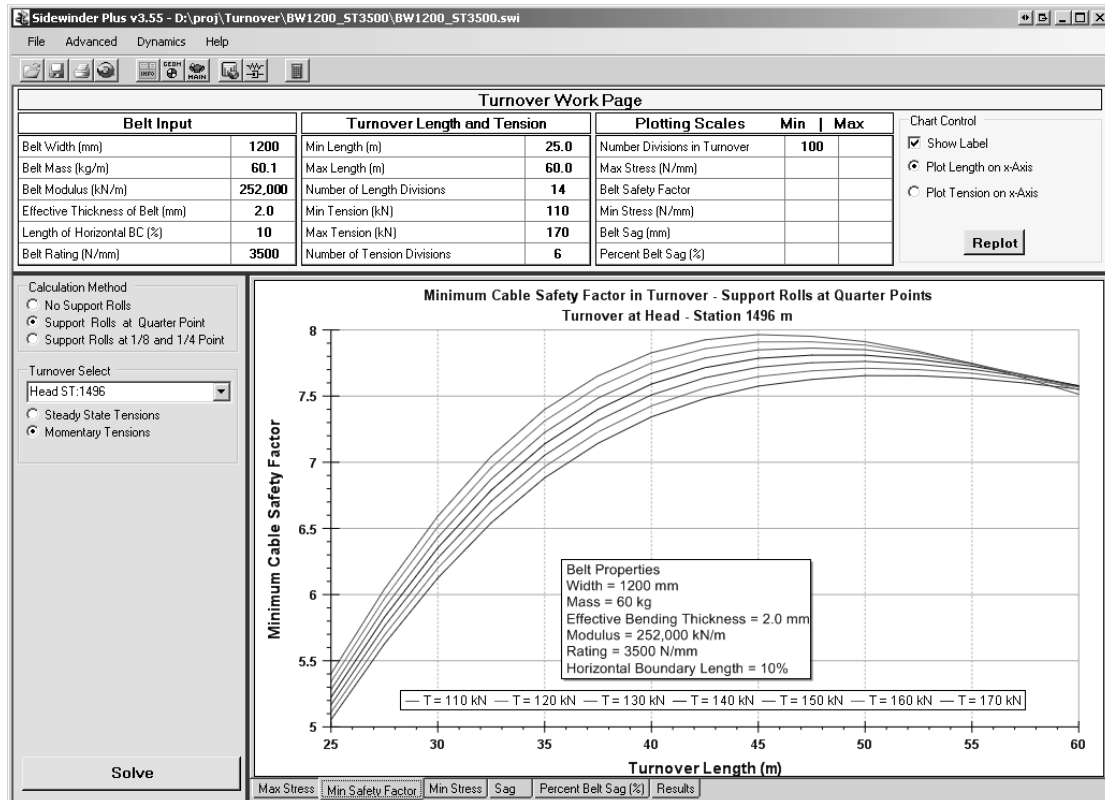 Sidewinder Plus v3.55 - D:\proj\Turnover\BW1200_ST3500\BW1200_ST3500.swi
File Advanced Dynamics Help
INFO GEOM MAIN
Turnover Work Page
Belt Input
Belt Width (mm) 1200
Belt Mass (kg/m) 60.1
Belt Modulus (kN/m) 252,000
Effective Thickness of Belt (mm) 2.0
Length of Horizontal BC (%) 10
Belt Rating (N/mm) 3500
Turnover Length and Tension
Min Length (m) 25.0
Max Length (m) 60.0
Number of Length Divisions 14
Min Tension (kN) 110
Max Tension (kN) 170
Number of Tension Divisions 6
Plotting Scales Min | Max
Number Divisions in Turnover 100
Max Stress (N/mm)
Belt Safety Factor
Min Stress (N/mm)
Belt Sag (mm)
Percent Belt Sag (%)
Chart Control
Show Label
Plot Length on x-Axis
Plot Tension on x-Axis
Replot
Calculation Method
No Support Rolls
Support Rolls at Quarter Point
Support Rolls at 1/8 and 1/4 Point
Turnover Select
Head ST:1496
Steady State Tensions
Momentary Tensions
Solve
Minimum Cable Safety Factor in Turnover - Support Rolls at Quarter Points
Turnover at Head - Station 1496 m
Minimum Cable Safety Factor
8
7.5
7
6.5
6
5.5
5
Belt Properties
Width = 1200 mm
Mass = 60 kg
Effective Bending Thickness = 2.0 mm
Modulus = 252,000 kN/m
Rating = 3500 N/mm
Horizontal Boundary Length = 10%
T = 110 kN T = 120 kN T = 130 kN T = 140 kN T = 150 kN T = 160 kN T = 170 kN
25 30 35 40 45 50 55 60
Turnover Length (m)
Max Stress Min Safety Factor Min Stress Sag Percent Belt Sag (%) Results